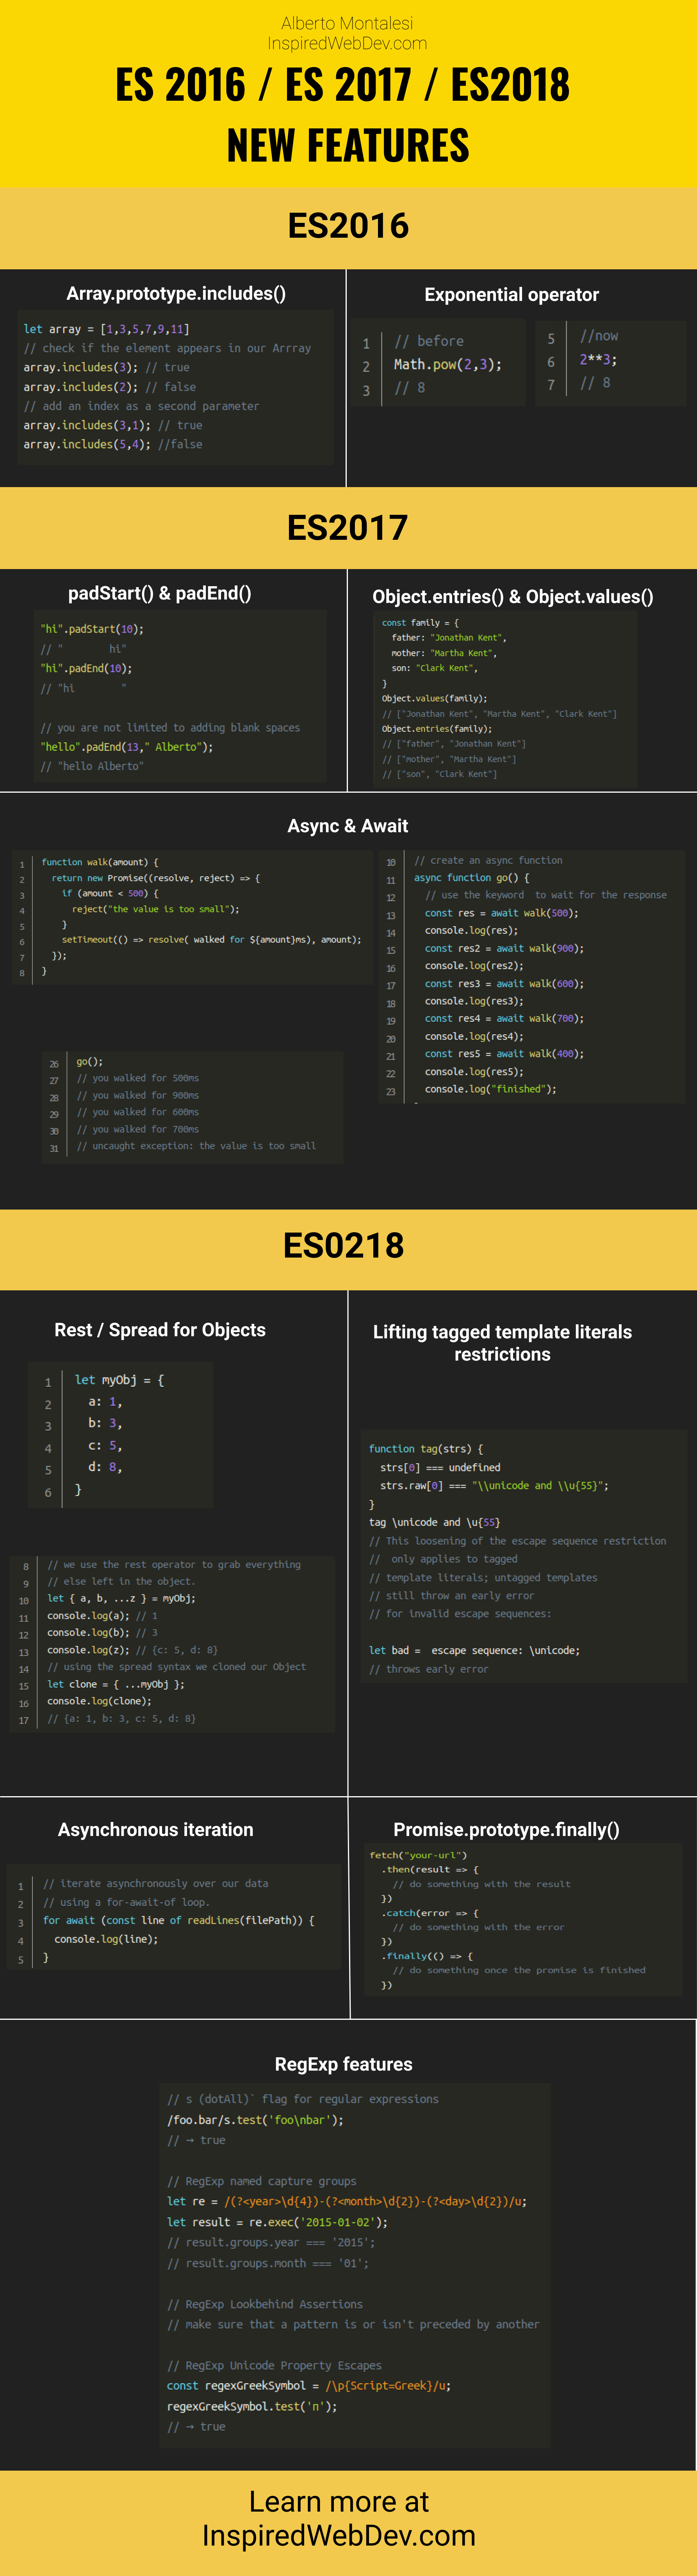 Alberto Montalesi
InspiredWebDev.com
ES 2016 / ES 2017 / ES2018
NEW FEATURES
ES2016
Array.prototype.includes()
let array = [1,3,5,7,9,11]
// check if the element appears in our Arrray
array.includes(3); // true
array.includes(2); // false
// add an index as a second parameter
array.includes(3,1); // true
array.includes(5,4); //false
Exponential operator
1 // before
2 Math.pow(2,3);
3 // 8
5 //now
6 2**3;
7 // 8
ES2017
padStart() & padEnd()
"hi".padStart(10);
// "        hi"
"hi".padEnd(10);
// "hi        "
// you are not limited to adding blank spaces
"hello".padEnd(13," Alberto");
// "hello Alberto"
Object.entries() & Object.values()
const family = {
father: "Jonathan Kent",
mother: "Martha Kent",
son: "Clark Kent",
}
Object.values(family);
// ["Jonathan Kent", "Martha Kent", "Clark Kent"]
Object.entries(family);
// ["father", "Jonathan Kent"]
// ["mother", "Martha Kent"]
// ["son", "Clark Kent"]
Async & Await
1 function walk(amount) {
2 return new Promise((resolve, reject) => {
3 if (amount < 500) {
4 reject("the value is too small");
5 }
6 setTimeout(() => resolve( walked for ${amount}ms), amount);
7 });
8 }
10 // create an async function
11 async function go() {
12 // use the keyword  to wait for the response
13 const res = await walk(500);
14 console.log(res);
15 const res2 = await walk(900);
16 console.log(res2);
17 const res3 = await walk(600);
18 console.log(res3);
19 const res4 = await walk(700);
20 console.log(res4);
21 const res5 = await walk(400);
22 console.log(res5);
23 console.log("finished");
26 go();
27 // you walked for 500ms
28 // you walked for 900ms
29 // you walked for 600ms
30 // you walked for 700ms
31 // uncaught exception: the value is too small
ES0218
Rest / Spread for Objects
1 let myObj = {
2 a: 1,
3 b: 3,
4 c: 5,
5 d: 8,
6 }
8 // we use the rest operator to grab everything
9 // else left in the object.
10 let { a, b, ...z } = myObj;
11 console.log(a); // 1
12 console.log(b); // 3
13 console.log(z); // {c: 5, d: 8}
14 // using the spread syntax we cloned our Object
15 let clone = { ...myObj };
16 console.log(clone);
17 // {a: 1, b: 3, c: 5, d: 8}
Lifting tagged template literals
restrictions
function tag(strs) {
strs[0] === undefined
strs.raw[0] === "\\unicode and \\u{55}";
}
tag \unicode and \u{55}
// This loosening of the escape sequence restriction
//  only applies to tagged
// template literals; untagged templates
// still throw an early error
// for invalid escape sequences:
let bad =  escape sequence: \unicode;
// throws early error
Asynchronous iteration
1 // iterate asynchronously over our data
2 // using a for-await-of loop.
3 for await (const line of readLines(filePath)) {
4 console.log(line);
5 }
Promise.prototype.finally()
fetch("your-url")
.then(result => {
// do something with the result
})
.catch(error => {
// do something with the error
})
.finally(() => {
// do something once the promise is finished
})
RegExp features
// s (dotAll)` flag for regular expressions
/foo.bar/s.test('foo\nbar');
// → true
// RegExp named capture groups
let re = /(?<year>\d{4})-(?<month>\d{2})-(?<day>\d{2})/u;
let result = re.exec('2015-01-02');
// result.groups.year === '2015';
// result.groups.month === '01';
// RegExp Lookbehind Assertions
// make sure that a pattern is or isn't preceded by another
// RegExp Unicode Property Escapes
const regexGreekSymbol = /\p{Script=Greek}/u;
regexGreekSymbol.test('π');
// → true
Learn more at
InspiredWebDev.com